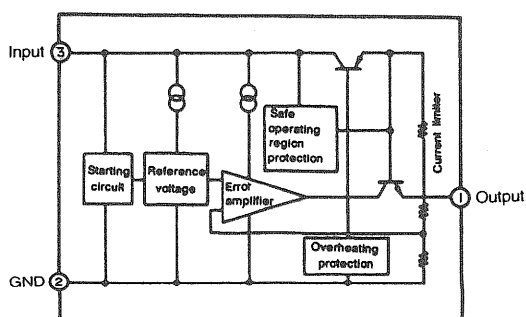 Input 3
Safe
operating
region
protection
Current limiter
Starting
circuit
Reference
voltage
Error
amplifier
1 Output
Overheating
protection
GND 2